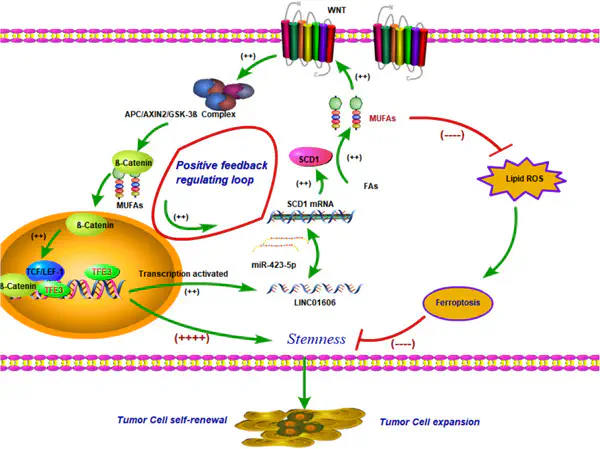 WNT
N
N
C
C
(++)
(++)
APC/AXIN2/GSK-3ß Complex
MUFAs
(----)
ß-Catenin
MUFAs
Positive feedback
regulating loop
(++)
SCD1
(++)
(++)
FAs
Lipid ROS
SCD1 mRNA
ß-Catenin
(++)
TCF/LEF-1
TFE3
ß-Catenin
TFE3
miR-423-5p
Transcription activated
(++)
LINC01606
Ferroptosis
(++++)
Stemness
(----)
Tumor Cell self-renewal
Tumor Cell expansion